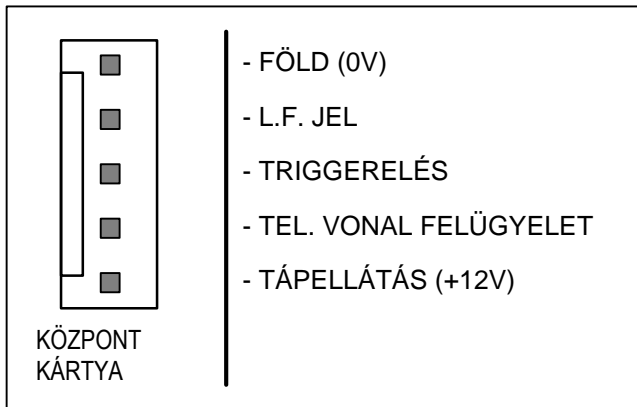 - FÖLD (0V)
- L.F. JEL
- TRIGGERELÉS
- TEL. VONAL FELÜGYELET
- TÁPELLÁTÁS (+12V)
KÖZPONT
KÁRTYA